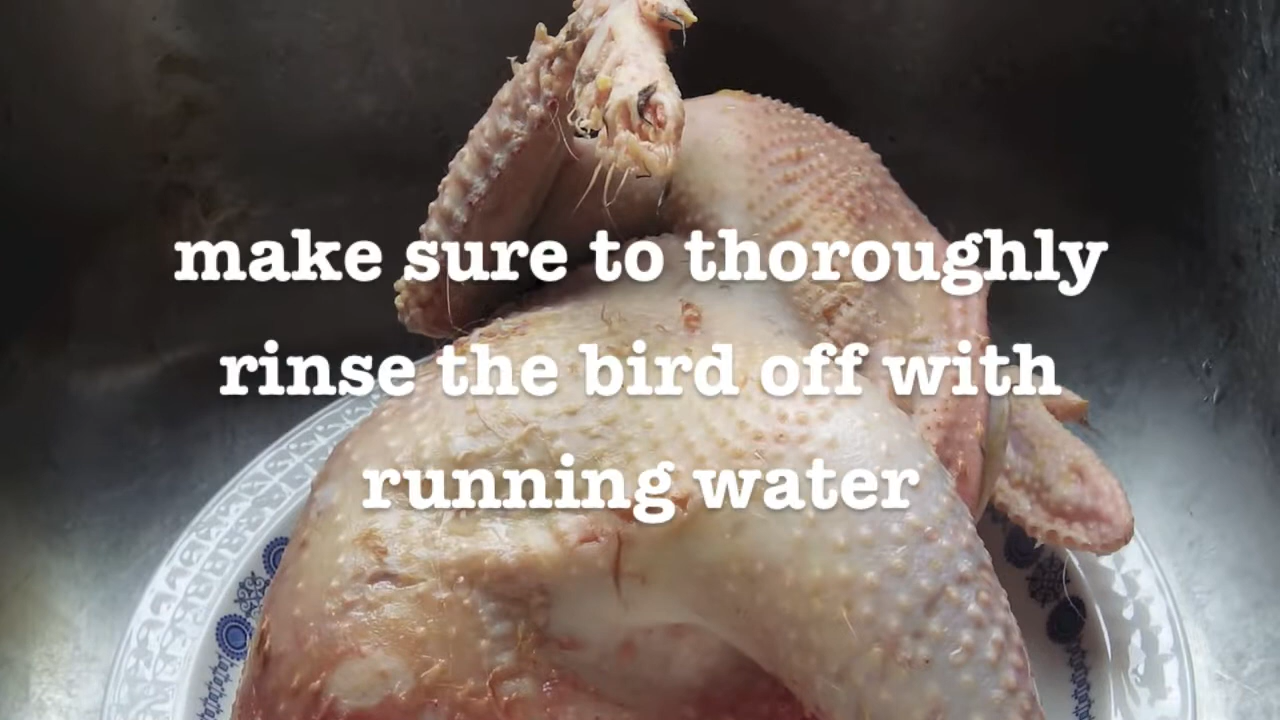 make sure to thoroughly
rinse the bird off with
running water